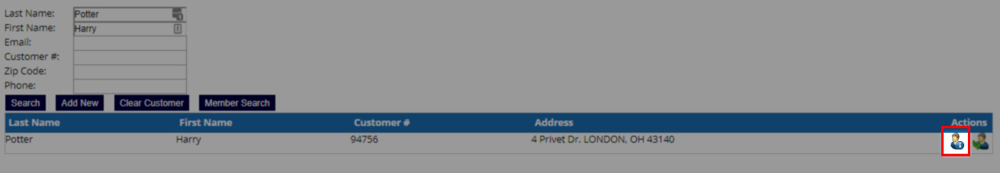 Last Name: Potter
First Name: Harry
Email:
Customer #:
Zip Code:
Phone:
Search Add New Clear Customer Member Search
Last Name First Name Customer # Address Actions
Potter Harry 94756 4 Privet Dr. LONDON, OH 43140